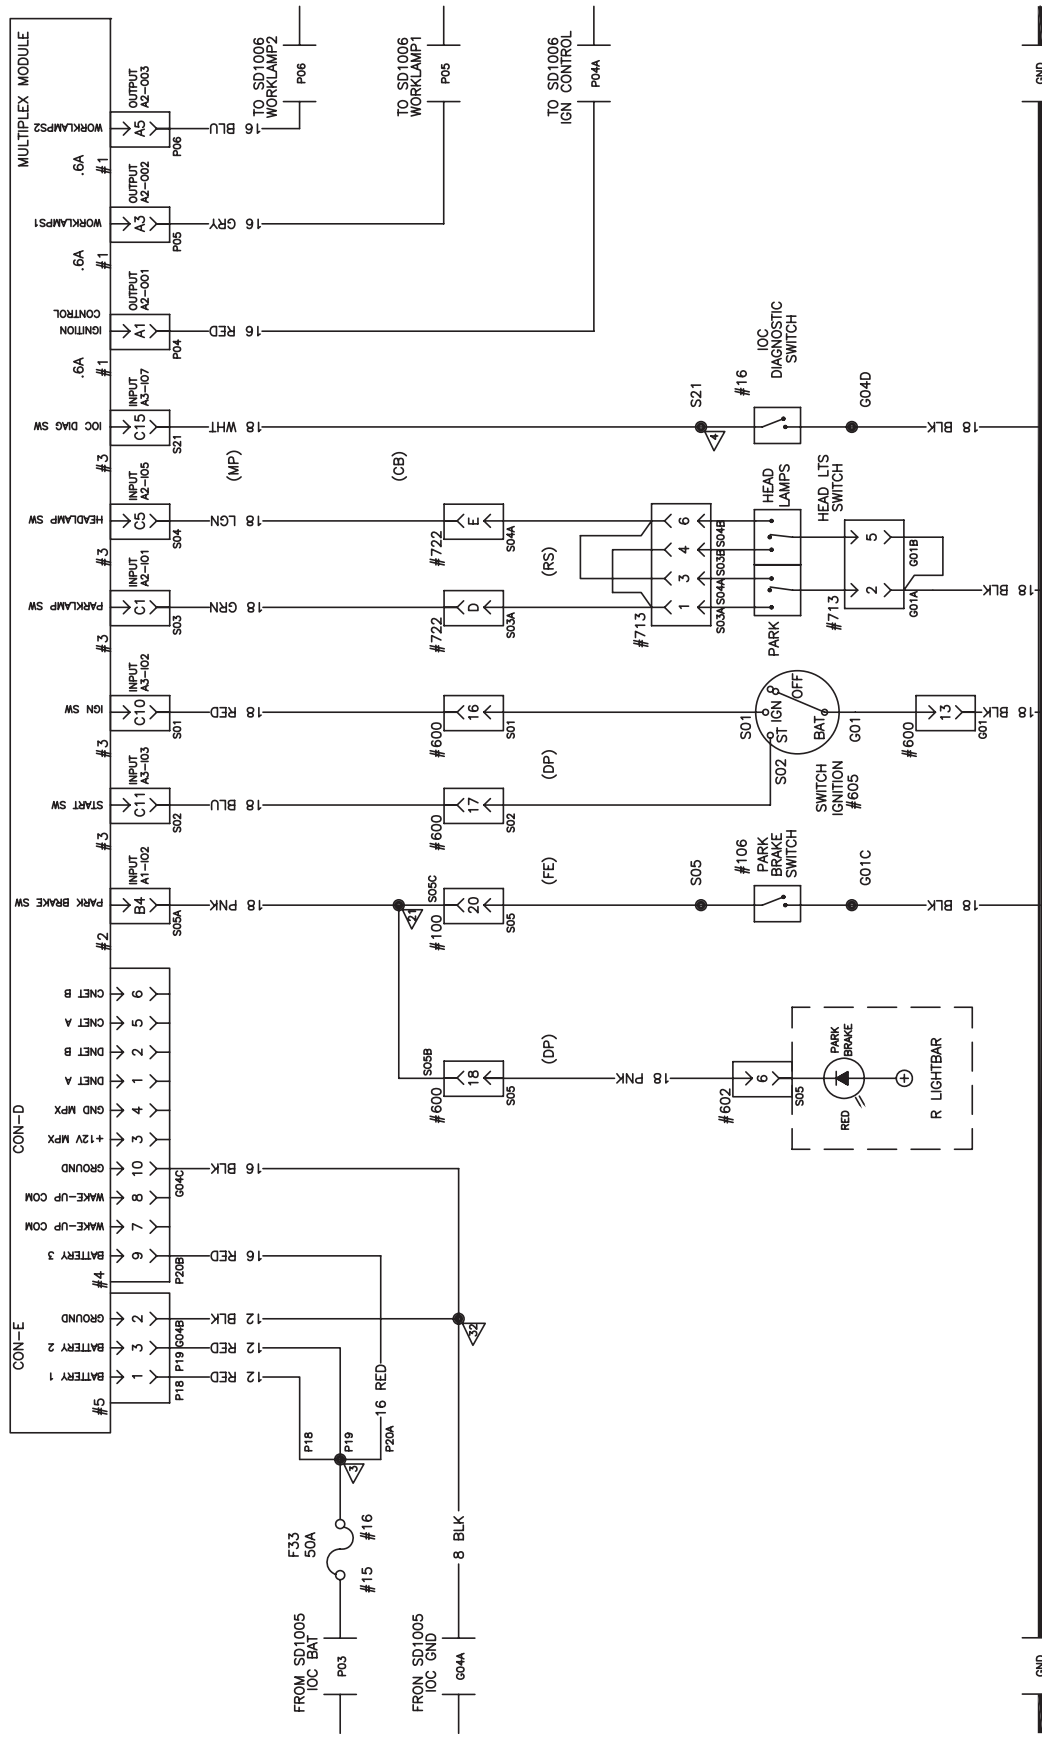 MULTIPLEX MODULE
CON-E
CON-D
#5
BATTERY 1
BATTERY 2
GROUND
1
3
2
P18
P19
G04B
#4
BATTERY 3
WAKE-UP COM
WAKE-UP COM
GROUND
+12V MPX
GND MPX
DNET A
DNET B
CNET A
CNET B
9
7
8
10
3
4
1
2
5
6
P20B
G04C
#2
PARK BRAKE SW
INPUT
A1-I02
B4
S05A
#3
START SW
INPUT
A3-I03
C11
S02
#3
IGN SW
INPUT
A3-I02
C10
S01
#3
PARKLAMP SW
INPUT
A2-I01
C1
S03
#3
HEADLAMP SW
INPUT
A2-I05
C5
S04
#3
IOC DIAG SW
INPUT
A3-I07
C15
S21
.6A
#1
IGNITION
CONTROL
OUTPUT
A2-001
A1
P04
.6A
#1
WORKLAMPS1
OUTPUT
A2-002
A3
P05
.6A
#1
WORKLAMPS2
OUTPUT
A2-003
A5
P06
12 RED
12 RED
12 BLK
16 RED
16 BLK
18 PNK
18 BLU
18 RED
18 GRN
18 LGN
18 WHT
16 RED
16 GRY
16 BLU
(MP)
(CB)
TO SD1006
WORKLAMP2
P06
TO SD1006
WORKLAMP1
P05
TO SD1006
IGN CONTROL
P04A
FROM SD1005
IOC BAT
P03
F33
50A
#15
#16
P18
P19
P20A
3
16 RED
FRON SD1005
IOC GND
G04A
8 BLK
32
21
#600
S05B
18
S05
#100
S05C
20
S05
#600
17
S02
#600
16
S01
#722
D
S03A
#722
E
S04A
(DP)
(FE)
(DP)
(RS)
18 PNK
#602
6
S05
RED
PARK
BRAKE
R LIGHTBAR
S05
#106
PARK
BRAKE
SWITCH
G01C
18 BLK
S02
S01
ST
IGN
OFF
BAT
G01
SWITCH
IGNITION
#605
#600
13
G01
18 BLK
#713
1
3
4
6
S03A
S04A
S03B
S04B
PARK
HEAD
LAMPS
HEAD LTS
SWITCH
#713
2
5
G01A
G01B
18 BLK
S21
4
#16
IOC
DIAGNOSTIC
SWITCH
G04D
18 BLK
GND
GND